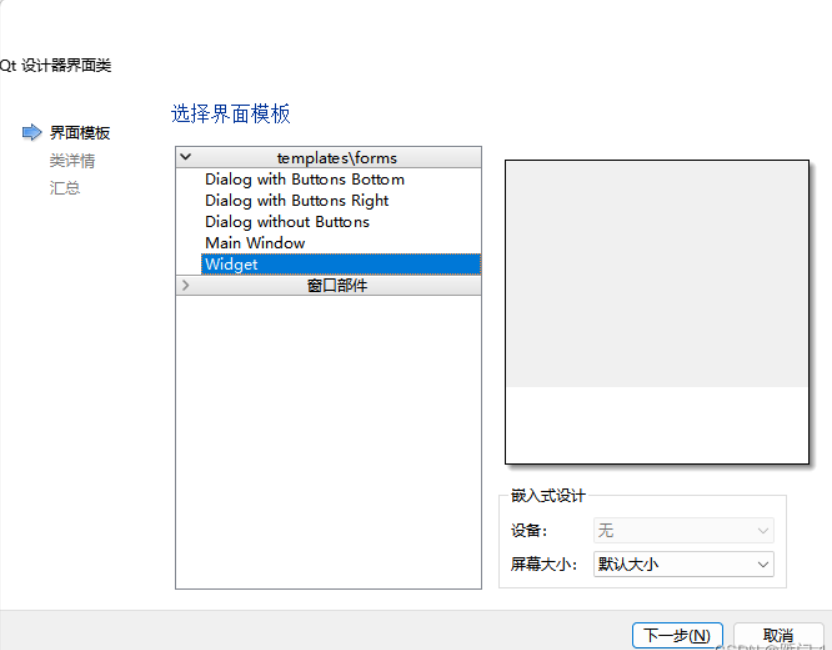 Qt 设计器界面类
选择界面模板
界面模板
类详情
汇总
templates\forms
Dialog with Buttons Bottom
Dialog with Buttons Right
Dialog without Buttons
Main Window
Widget
窗口部件
嵌入式设计
设备: 无
屏幕大小: 默认大小
下一步(N) 取消